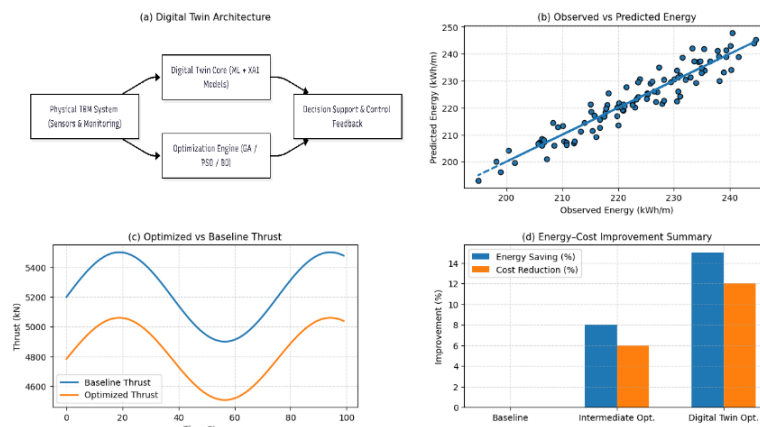 (a) Digital Twin Architecture
Digital Twin Core (ML + XAI
Models)
Physical TBM System
(Sensors & Monitoring)
Decision Support & Control
Feedback
Optimization Engine (GA /
PSO / BO)
(b) Observed vs Predicted Energy
Predicted Energy (kWh/m)
250
240
230
220
210
200
200
210
220
230
240
Observed Energy (kWh/m)
(c) Optimized vs Baseline Thrust
Thrust (kN)
5400
5200
5000
4800
4600
Baseline Thrust
Optimized Thrust
0
20
40
60
80
100
(d) Energy–Cost Improvement Summary
Improvement (%)
14
12
10
8
6
4
2
0
Energy Saving (%)
Cost Reduction (%)
Baseline
Intermediate Opt.
Digital Twin Opt.